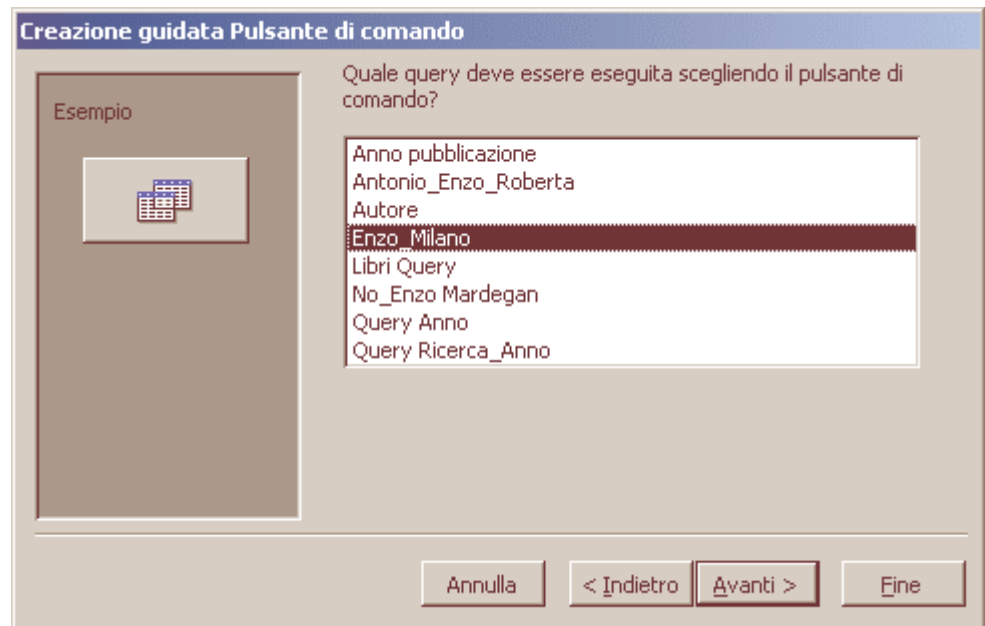 Creazione guidata Pulsante di comando
Esempio
Quale query deve essere eseguita scegliendo il pulsante di
comando?
Anno pubblicazione
Antonio_Enzo_Roberta
Autore
Enzo_Milano
Libri Query
No_Enzo Mardegan
Query Anno
Query Ricerca_Anno
Annulla
< Indietro
Avanti >
Fine